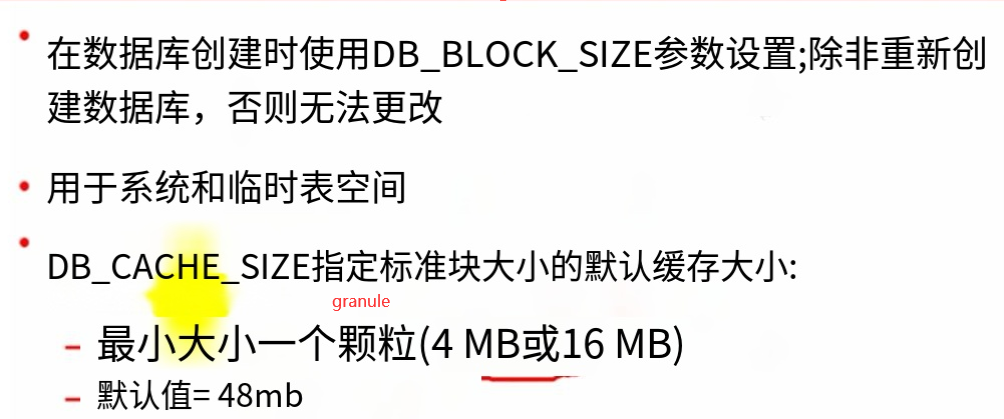 在数据库创建时使用DB_BLOCK_SIZE参数设置;除非重新创
建数据库，否则无法更改
用于系统和临时表空间
DB_CACHE_SIZE指定标准块大小的默认缓存大小:
granule
最小大小一个颗粒(4 MB或16 MB)
默认值= 48mb